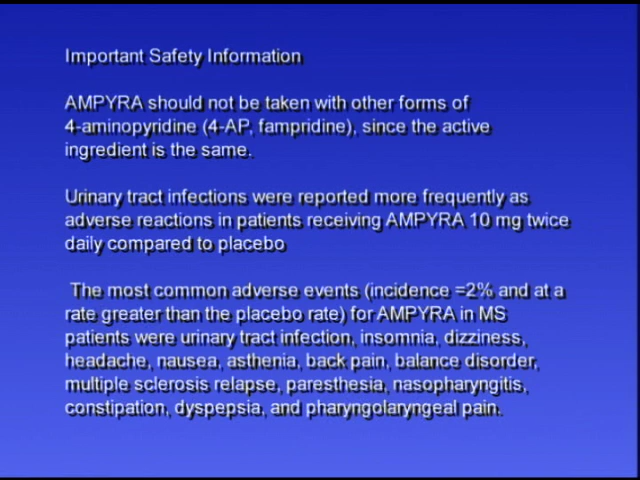 Important Safety Information
AMPYRA should not be taken with other forms of
4-aminopyridine (4-AP, fampridine), since the active
ingredient is the same.
Urinary tract infections were reported more frequently as
adverse reactions in patients receiving AMPYRA 10 mg twice
daily compared to placebo
The most common adverse events (incidence =2% and at a
rate greater than the placebo rate) for AMPYRA in MS
patients were urinary tract infection, insomnia, dizziness,
headache, nausea, asthenia, back pain, balance disorder,
multiple sclerosis relapse, paresthesia, nasopharyngitis,
constipation, dyspepsia, and pharyngolaryngeal pain.